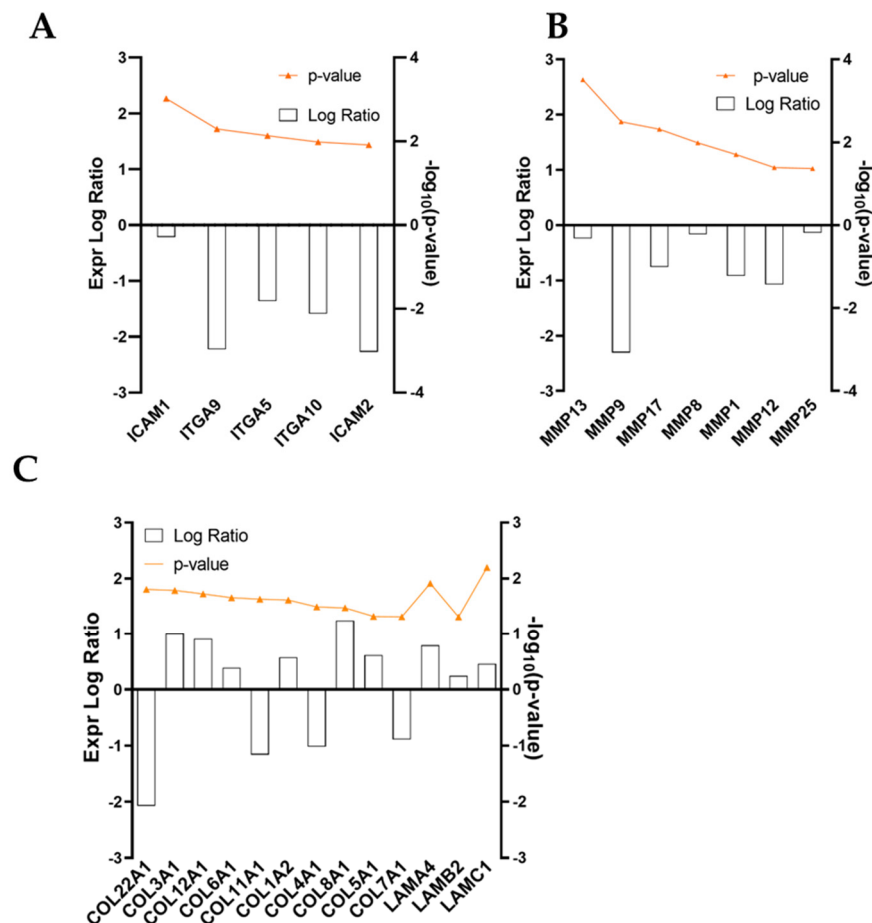 A
3
2
1
0
-1
-2
-3
Expr Log Ratio
p-value
Log Ratio
4
2
0
-2
-4
-log10(p-value)
ICAM1
ITGA9
ITGA5
ITGA10
ICAM2
B
3
2
1
0
-1
-2
-3
Expr Log Ratio
p-value
Log Ratio
4
2
0
-2
-4
-log10(p-value)
MMP13
MMP9
MMP17
MMP8
MMP1
MMP12
MMP25
C
3
2
1
0
-1
-2
-3
Expr Log Ratio
Log Ratio
p-value
3
2
1
0
-1
-2
-3
-log10(p-value)
COL22A1
COL3A1
COL12A1
COL6A1
COL11A1
COL1A2
COL4A1
COL8A1
COL5A1
COL7A1
LAMA4
LAMB2
LAMC1